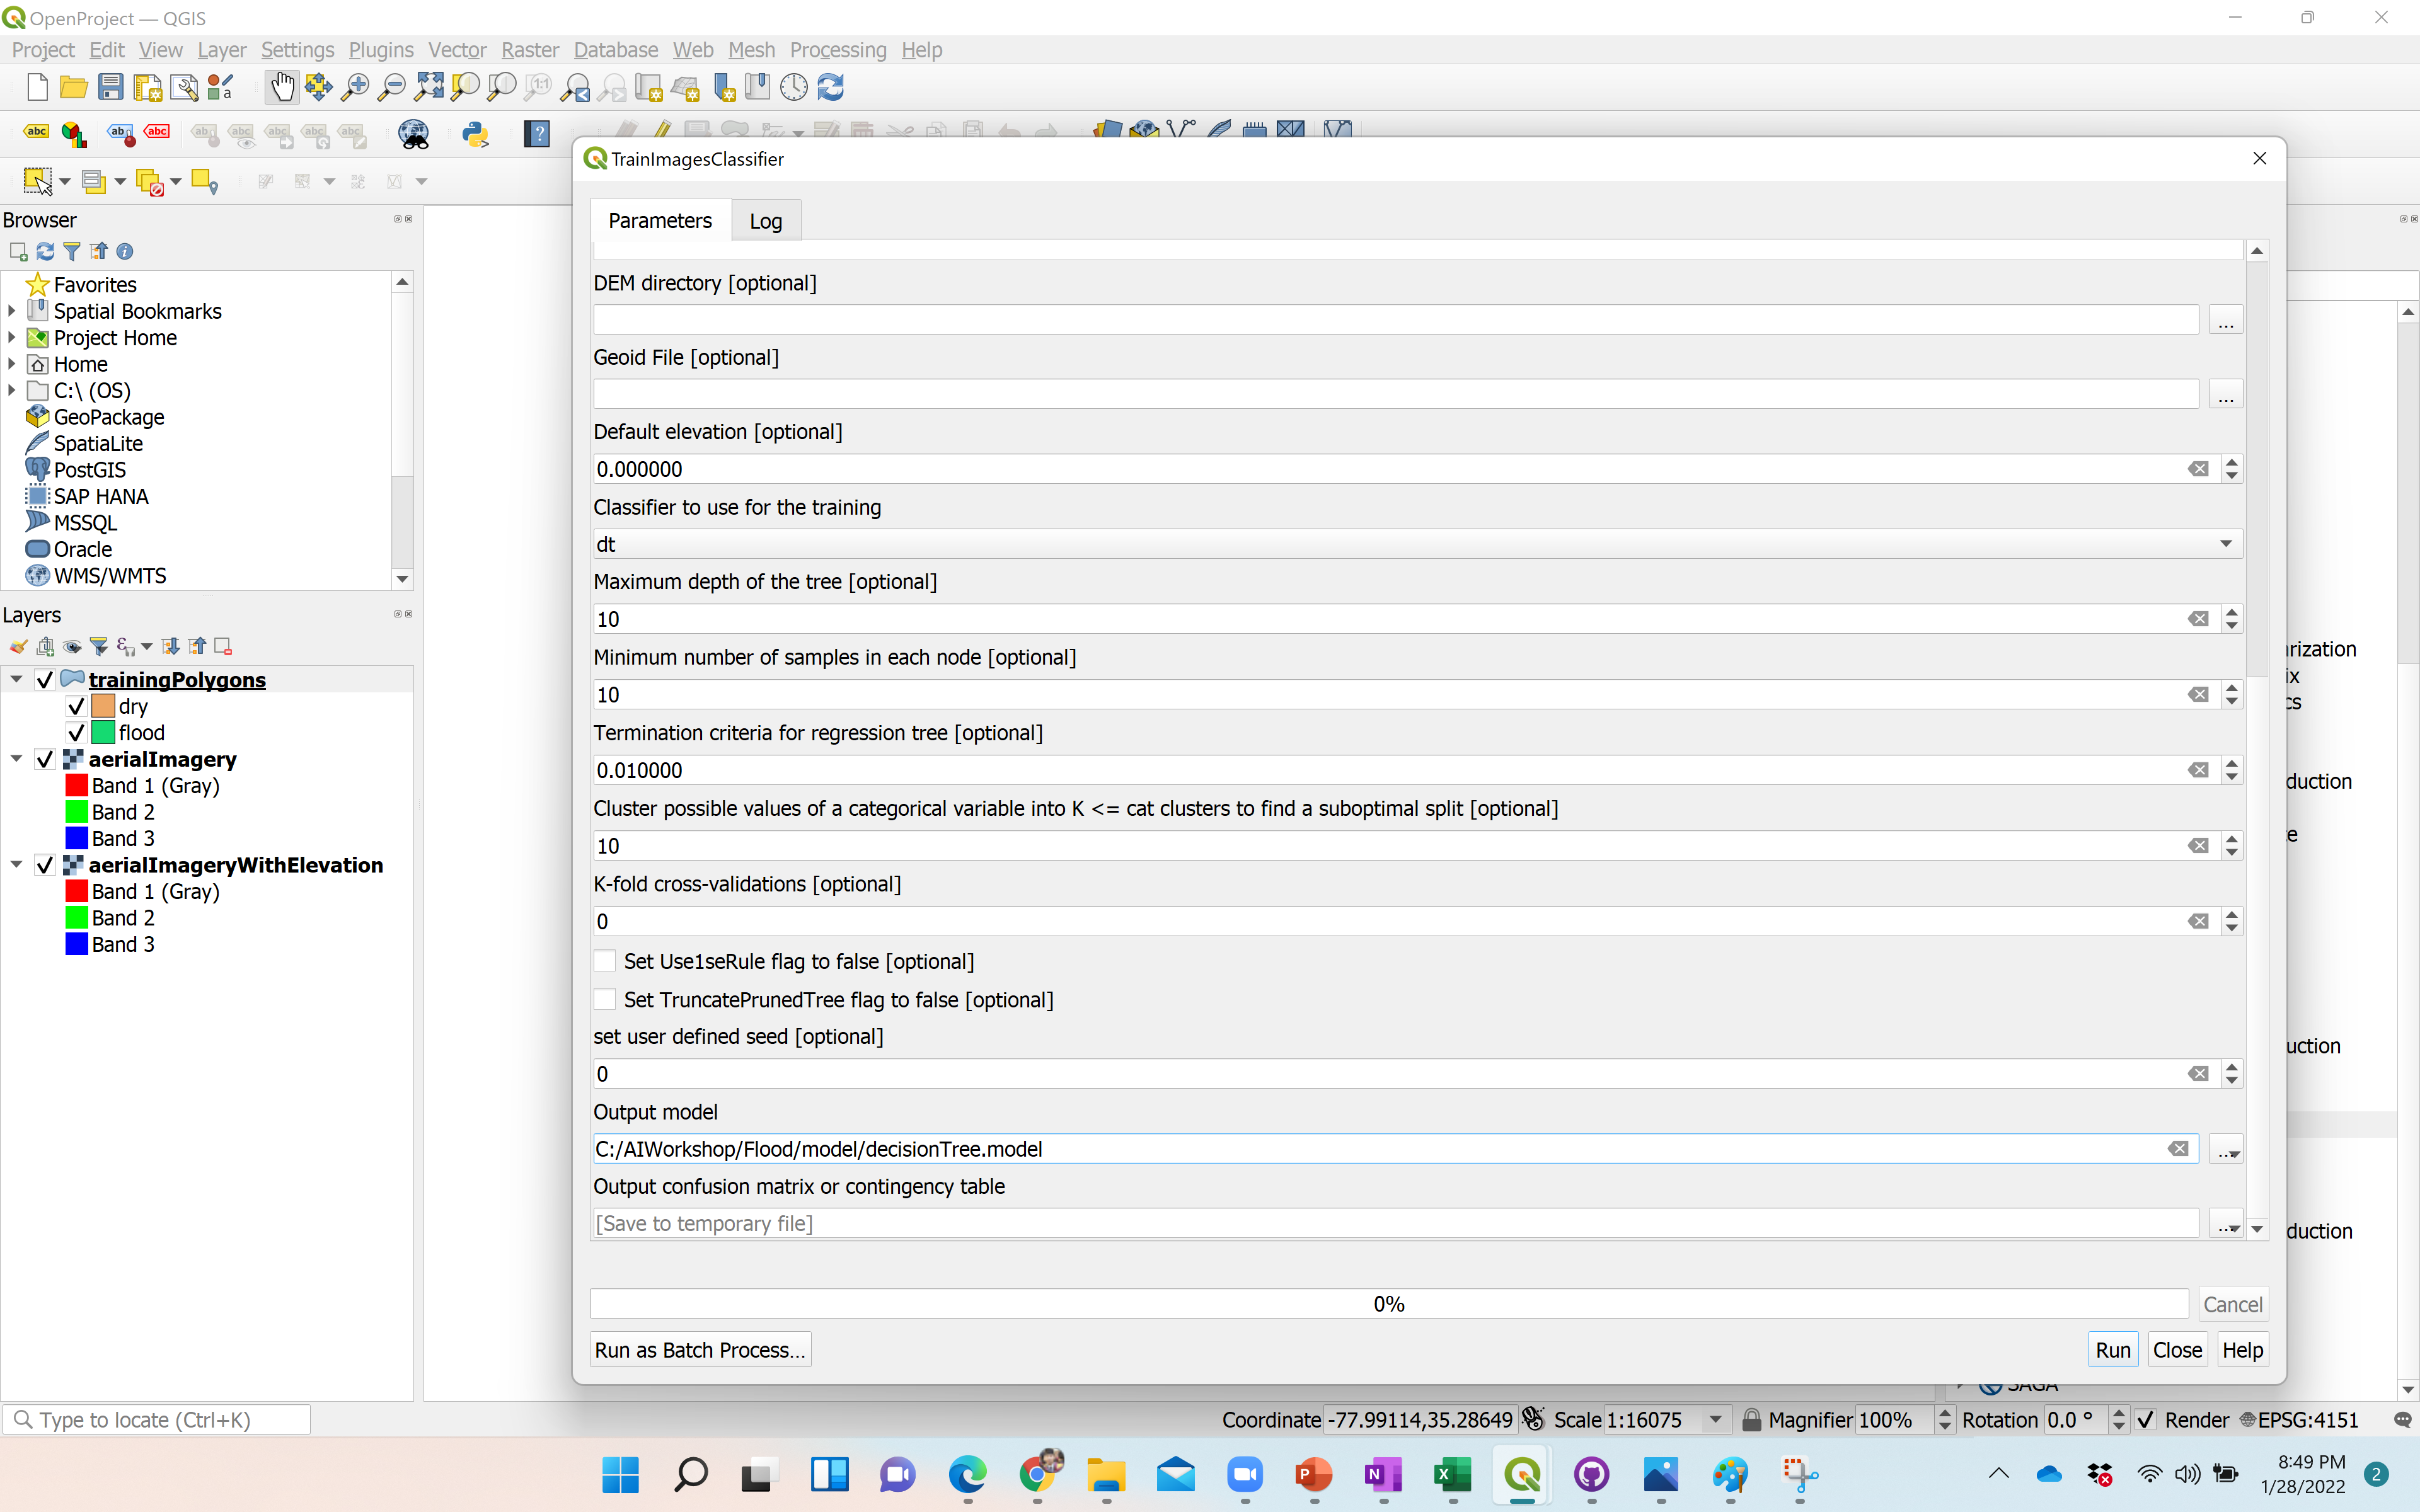 OpenProject — QGIS
Project Edit View Layer Settings Plugins Vector Raster Database Web Mesh Processing Help
TrainImagesClassifier
Parameters
Log
Browser
Favorites
Spatial Bookmarks
Project Home
Home
C:\ (OS)
GeoPackage
SpatiaLite
PostGIS
SAP HANA
MSSQL
Oracle
WMS/WMTS
Layers
trainingPolygons
dry
flood
aerialImagery
Band 1 (Gray)
Band 2
Band 3
aerialImageryWithElevation
Band 1 (Gray)
Band 2
Band 3
DEM directory [optional]
...
Geoid File [optional]
...
Default elevation [optional]
0.000000
Classifier to use for the training
dt
Maximum depth of the tree [optional]
10
Minimum number of samples in each node [optional]
10
Termination criteria for regression tree [optional]
0.010000
Cluster possible values of a categorical variable into K <= cat clusters to find a suboptimal split [optional]
10
K-fold cross-validations [optional]
0
Set Use1seRule flag to false [optional]
Set TruncatePrunedTree flag to false [optional]
set user defined seed [optional]
0
Output model
C:/AIWorkshop/Flood/model/decisionTree.model
Output confusion matrix or contingency table
[Save to temporary file]
0%
Cancel
Run as Batch Process...
Run
Close
Help
rization
ix
cs
duction
e
uction
duction
Type to locate (Ctrl+K)
Coordinate -77.99114,35.28649
Scale 1:16075
Magnifier 100%
Rotation 0.0 °
Render
EPSG:4151
8:49 PM
1/28/2022
2